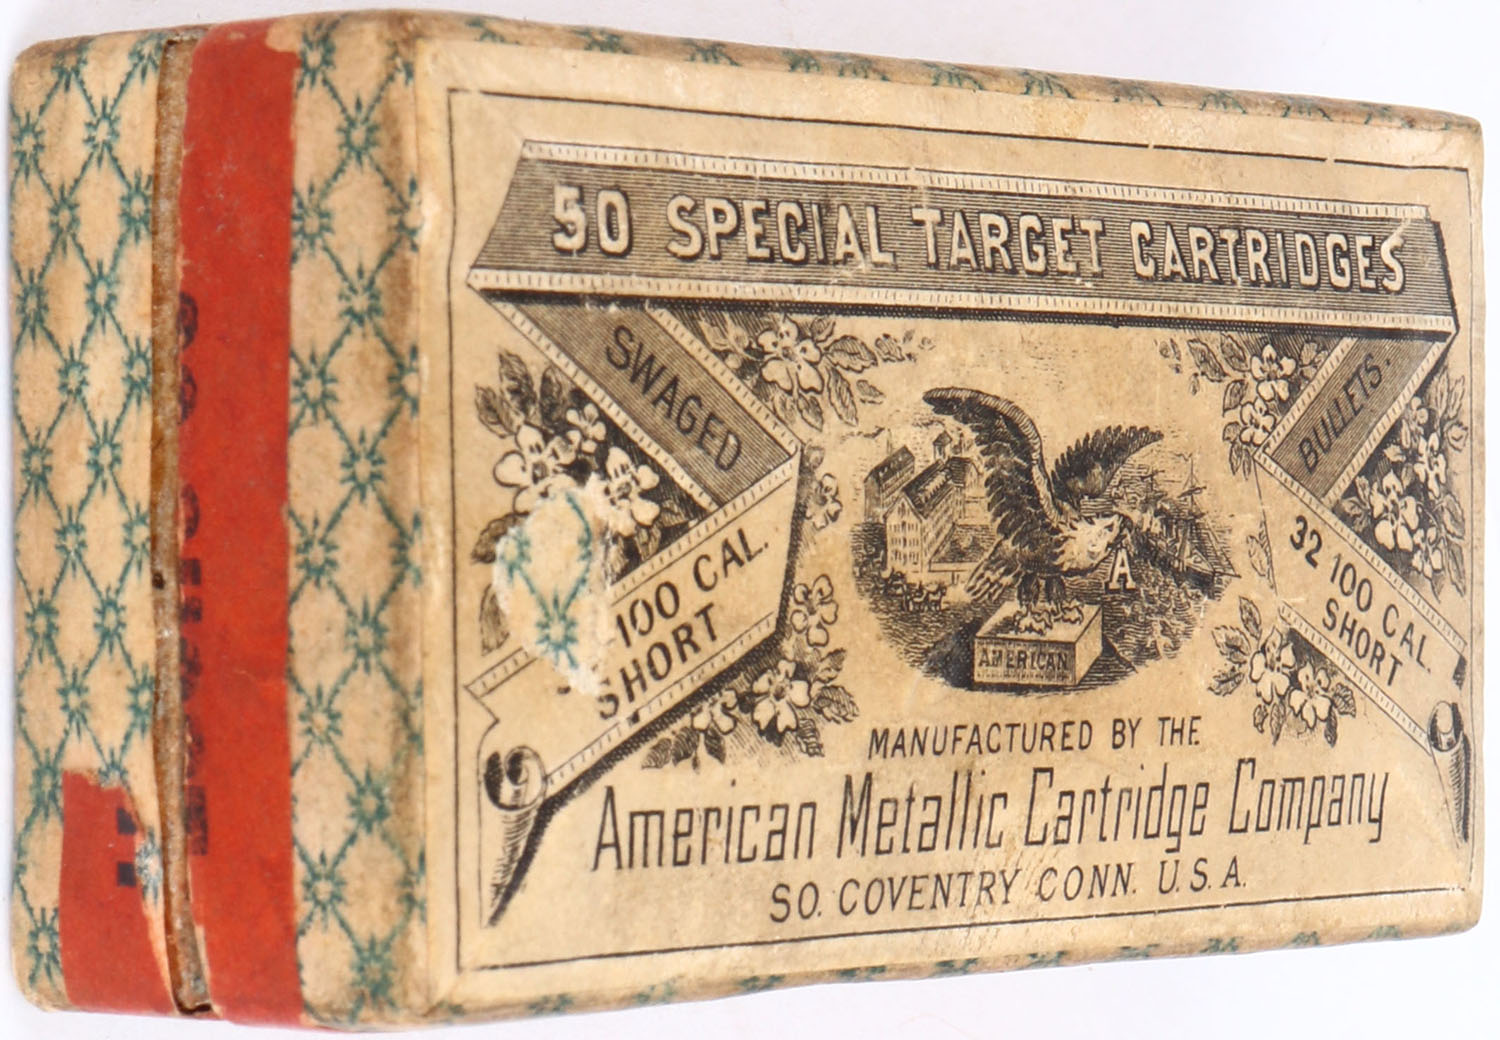 50 SPECIAL TARGET CARTRIDGES
SWAGED
BULLETS.
100 CAL.
SHORT
32 100 CAL.
SHORT
A
AMERICAN
MANUFACTURED BY THE
American Metallic Cartridge Company
SO. COVENTRY CONN. U.S.A.